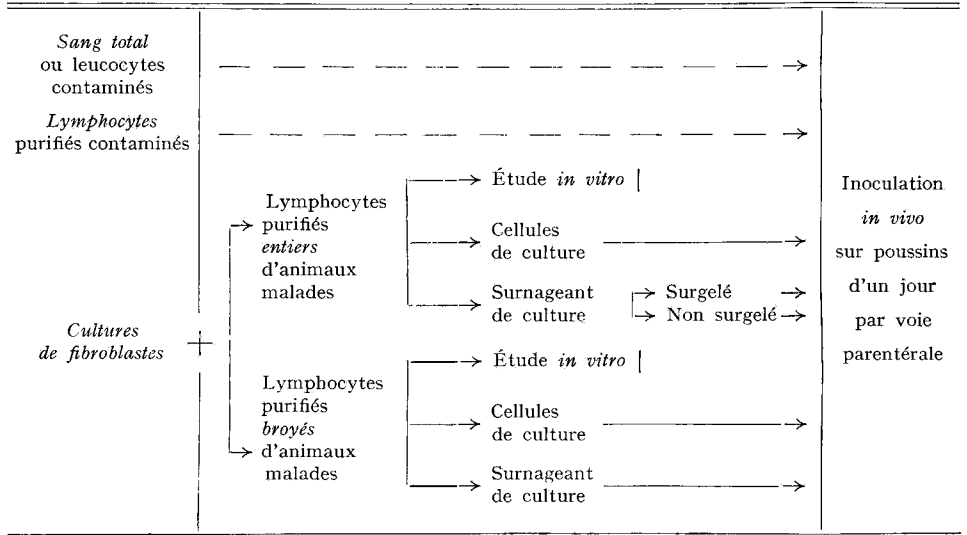 Sang total
ou leucocytes
contaminés
Lymphocytes
purifiés contaminés
Cultures
de fibroblastes
+
Lymphocytes
purifiés
entiers
d'animaux
malades
Étude in vitro
Cellules
de culture
Surnageant
de culture
Surgelé
Non surgelé
Lymphocytes
purifiés
broyés
d'animaux
malades
Étude in vitro
Cellules
de culture
Surnageant
de culture
Inoculation
in vivo
sur poussins
d'un jour
par voie
parentérale